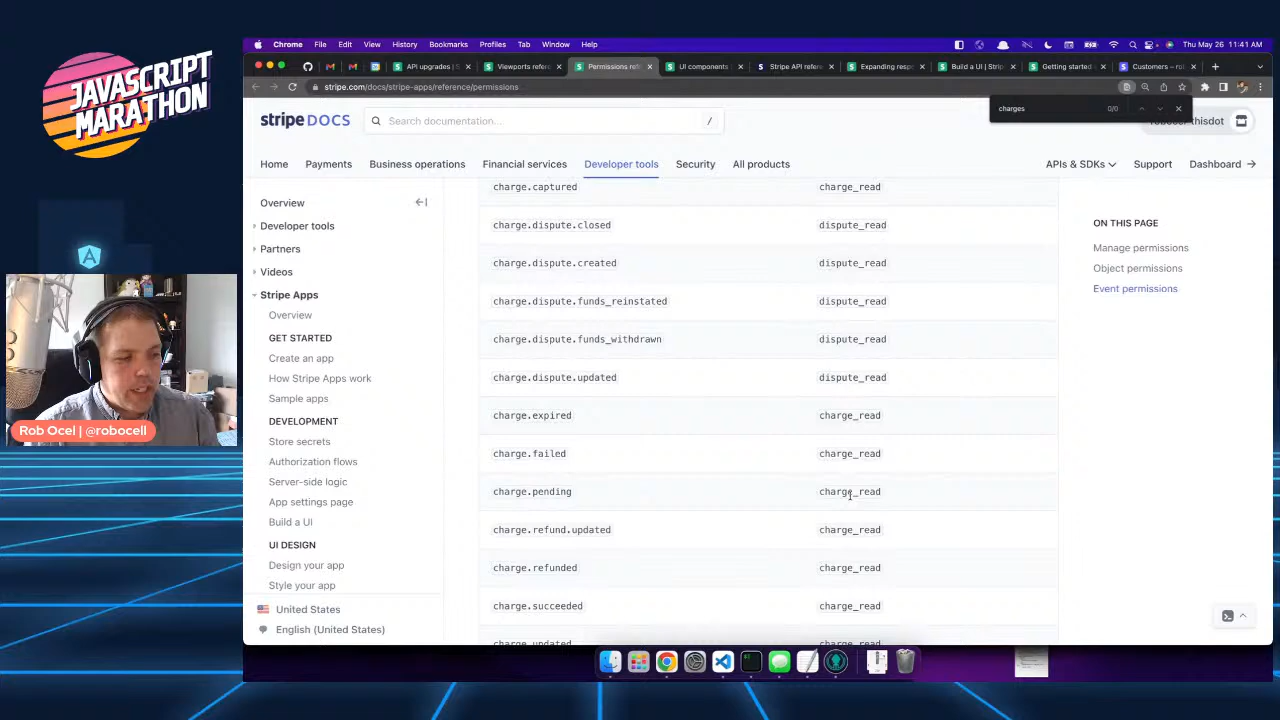 JAVASCRIPT
MARATHON
Rob Ocel | @robocell
Chrome File Edit View History Bookmarks Profiles Tab Window Help
Thu May 26 11:41 AM
API upgrades | S
Viewports refere
Permissions refe
UI components
Stripe API refere
Expanding respo
Build a UI | Strip
Getting started
Customers – rob
stripe.com/docs/stripe-apps/reference/permissions
charges 0/0
stripe DOCS
Search documentation...
/
Home Payments Business operations Financial services Developer tools Security All products
APIs & SDKs Support Dashboard
Overview
Developer tools
Partners
Videos
Stripe Apps
Overview
GET STARTED
Create an app
How Stripe Apps work
Sample apps
DEVELOPMENT
Store secrets
Authorization flows
Server-side logic
App settings page
Build a UI
UI DESIGN
Design your app
Style your app
United States
English (United States)
charge.captured charge_read
charge.dispute.closed dispute_read
charge.dispute.created dispute_read
charge.dispute.funds_reinstated dispute_read
charge.dispute.funds_withdrawn dispute_read
charge.dispute.updated dispute_read
charge.expired charge_read
charge.failed charge_read
charge.pending charge_read
charge.refund.updated charge_read
charge.refunded charge_read
charge.succeeded charge_read
charge.updated charge_read
ON THIS PAGE
Manage permissions
Object permissions
Event permissions